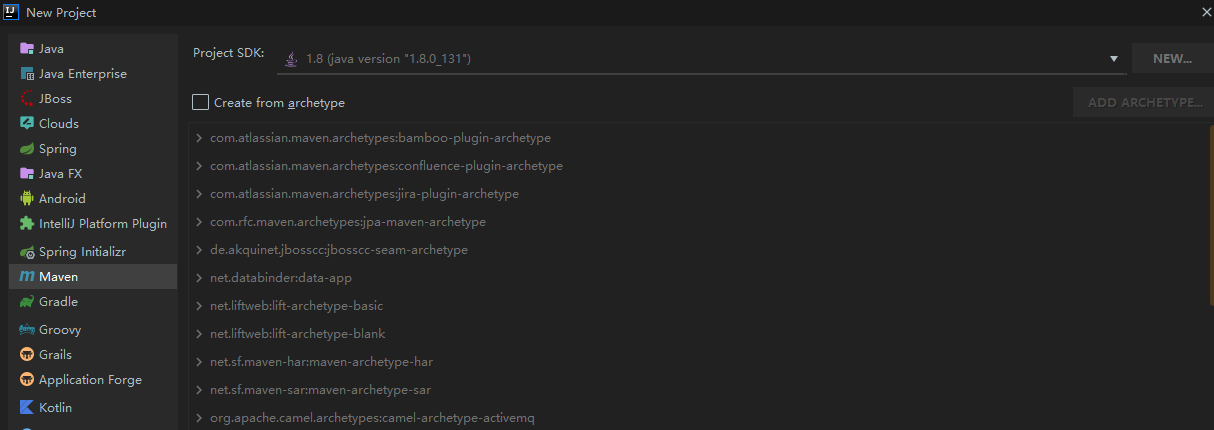 New Project
Java
Java Enterprise
JBoss
Clouds
Spring
Java FX
Android
IntelliJ Platform Plugin
Spring Initializr
Maven
Gradle
Groovy
Grails
Application Forge
Kotlin
Project SDK: 1.8 (java version "1.8.0_131") NEW...
Create from archetype ADD ARCHETYPE...
com.atlassian.maven.archetypes:bamboo-plugin-archetype
com.atlassian.maven.archetypes:confluence-plugin-archetype
com.atlassian.maven.archetypes:jira-plugin-archetype
com.rfc.maven.archetypes:jpa-maven-archetype
de.akquinet.jbosscc:jbosscc-seam-archetype
net.databinder:data-app
net.liftweb:lift-archetype-basic
net.liftweb:lift-archetype-blank
net.sf.maven-har:maven-archetype-har
net.sf.maven-sar:maven-archetype-sar
org.apache.camel.archetypes:camel-archetype-activemq